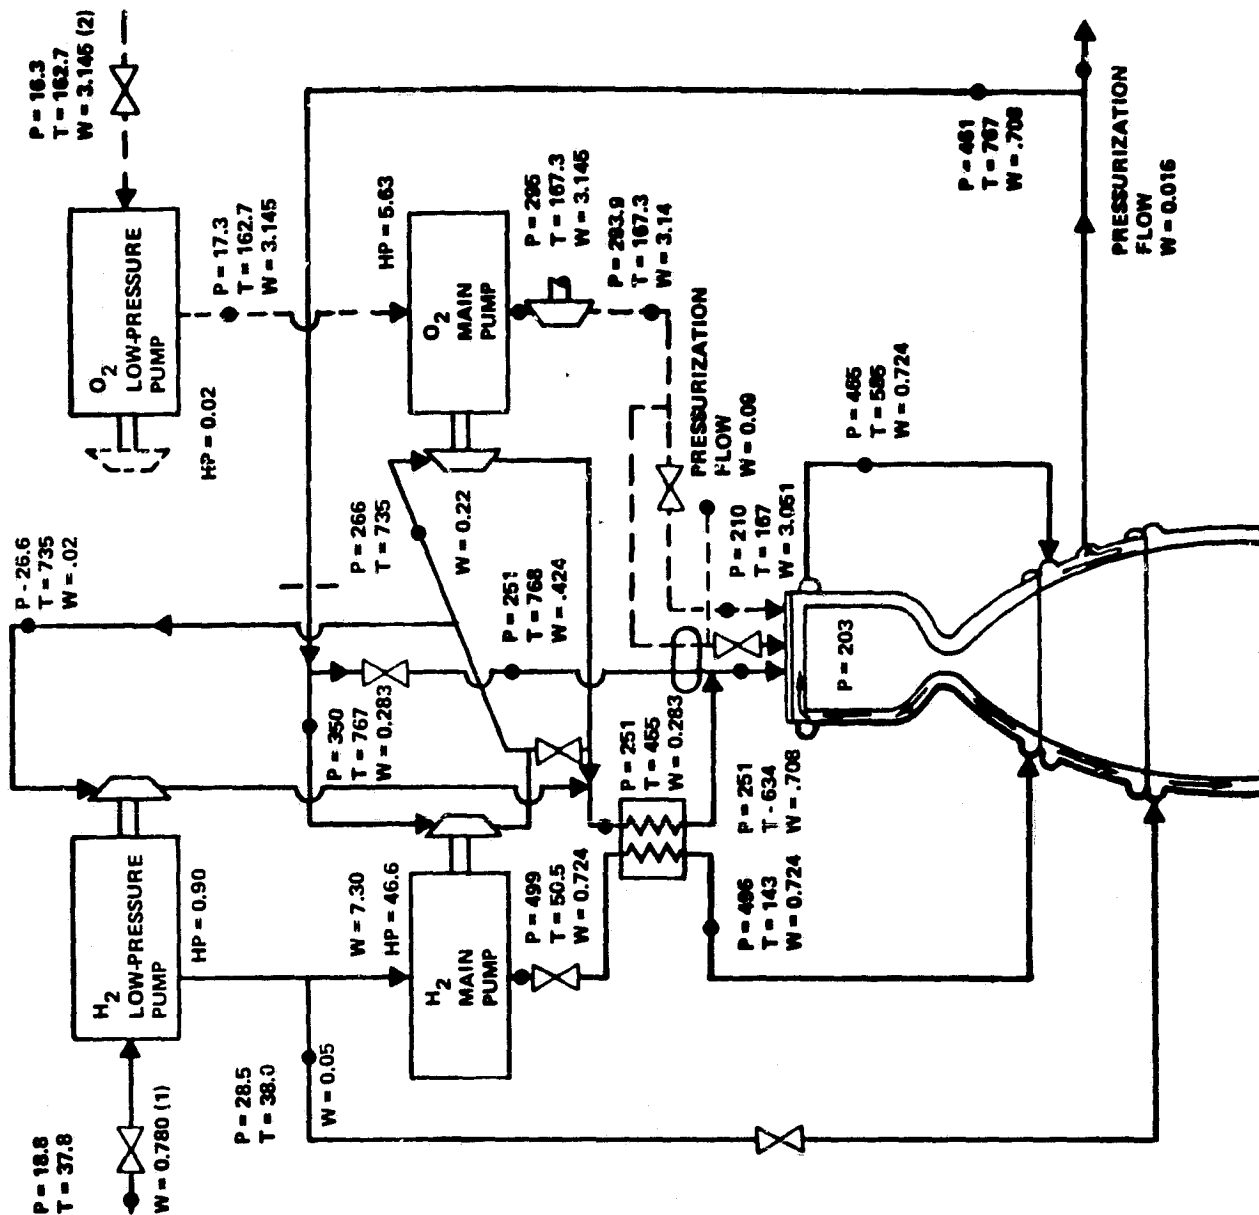 P = 16.3
T = 162.7
W = 3.145 (2)
O2
LOW-PRESSURE
PUMP
HP = 0.02
P = 17.3
T = 162.7
W = 3.145
HP = 5.63
O2
MAIN
PUMP
P = 295
T = 167.3
W = 3.145
P = 293.9
T = 167.3
W = 3.14
P = 461
T = 767
W = .708
PRESSURIZATION
FLOW
W = 0.016
PRESSURIZATION
FLOW
W = 0.09
P = 465
T = 585
W = 0.724
P - 26.6
T = 735
W = .02
P = 266
T = 735
W = 0.22
P = 251
T = 768
W = .424
P = 210
T = 167
W = 3.051
P = 203
P = 350
T = 767
W = 0.283
P = 251
T = 455
W = 0.283
P = 251
T - 634
W = .708
H2
LOW-PRESSURE
PUMP
HP = 0.90
W = 7.30
HP = 46.6
H2
MAIN
PUMP
P = 499
T = 50.5
W = 0.724
P = 496
T = 143
W = 0.724
P = 18.8
T = 37.8
W = 0.780 (1)
P = 28.5
T = 38.0
W = 0.05